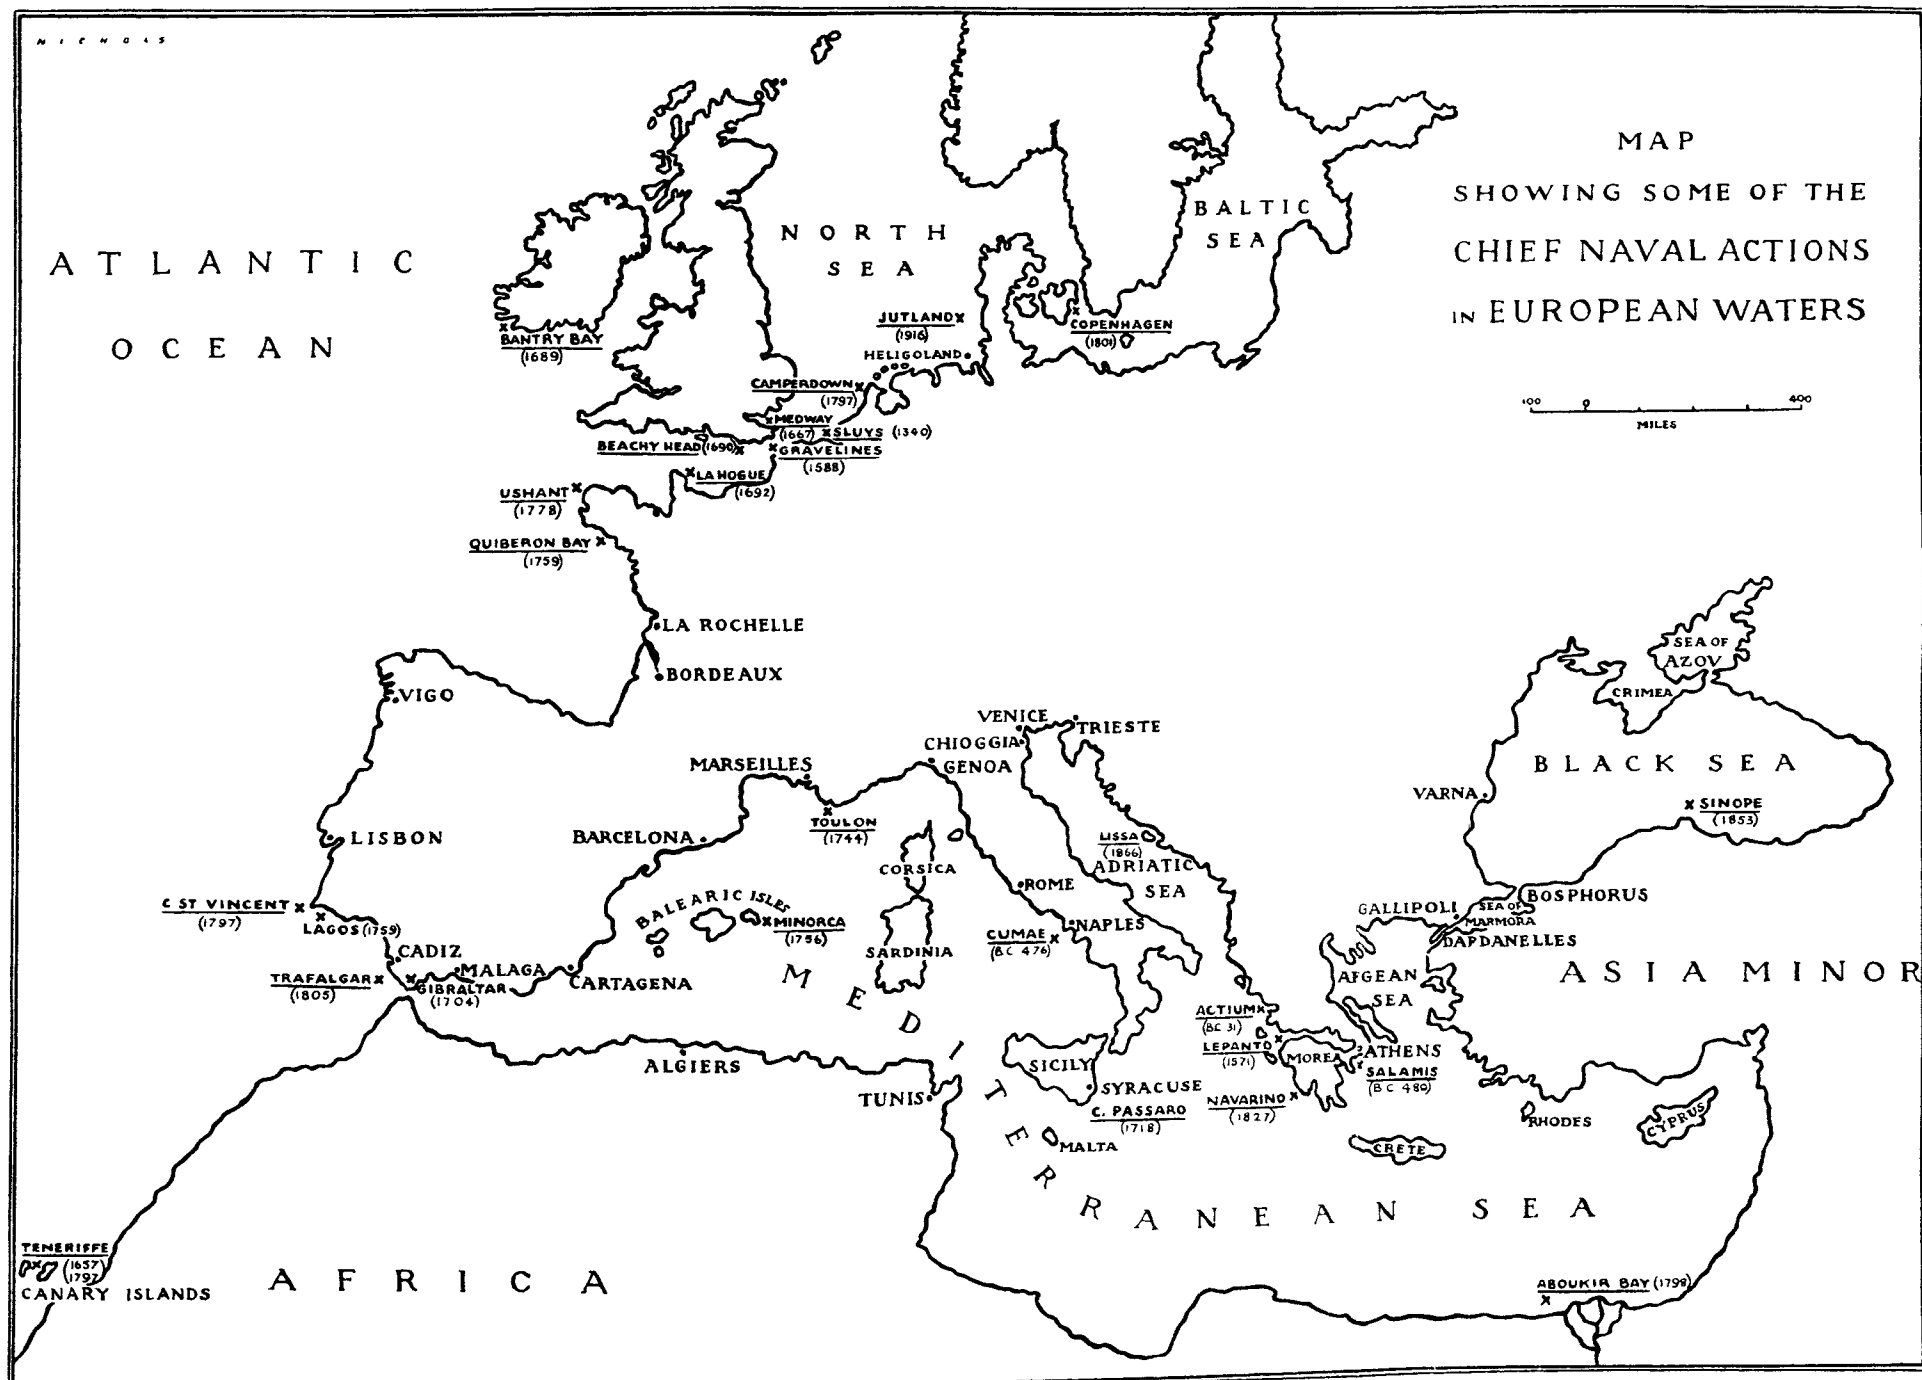 NICHOLS
MAP
SHOWING SOME OF THE
CHIEF NAVAL ACTIONS
IN EUROPEAN WATERS
100 0 400
MILES
ATLANTIC
OCEAN
NORTH
SEA
BALTIC
SEA
BANTRY BAY
(1689)
JUTLAND
(1916)
HELIGOLAND
COPENHAGEN
(1801)
CAMPERDOWN
(1797)
MEDWAY
(1667)
SLUYS (1340)
BEACHY HEAD (1690)
GRAVELINES
(1588)
LA HOGUE
(1692)
USHANT
(1778)
QUIBERON BAY
(1759)
LA ROCHELLE
BORDEAUX
VIGO
LISBON
C ST VINCENT
(1797)
LAGOS (1759)
CADIZ
TRAFALGAR
(1805)
GIBRALTAR
(1704)
MALAGA
CARTAGENA
BARCELONA
MARSEILLES
TOULON
(1744)
BALEARIC ISLES
MINORCA
(1756)
CORSICA
SARDINIA
GENOA
VENICE
CHIOGGIA
TRIESTE
LISSA
(1866)
ADRIATIC
SEA
ROME
NAPLES
CUMAE
(BC 476)
SICILY
SYRACUSE
C. PASSARO
(1718)
MALTA
ACTIUM
(BC 31)
LEPANTO
(1571)
MOREA
NAVARINO
(1827)
ATHENS
SALAMIS
(BC 480)
CRETE
RHODES
CYPRUS
AFGEAN
SEA
GALLIPOLI
SEA OF
MARMORA
DAPDANELLES
BOSPHORUS
VARNA
BLACK SEA
SINOPE
(1853)
CRIMEA
SEA OF
AZOV
ASIA MINOR
MEDITERRANEAN SEA
ALGIERS
TUNIS
ABOUKIR BAY (1798)
TENERIFFE
(1657)
1797
CANARY ISLANDS
AFRICA